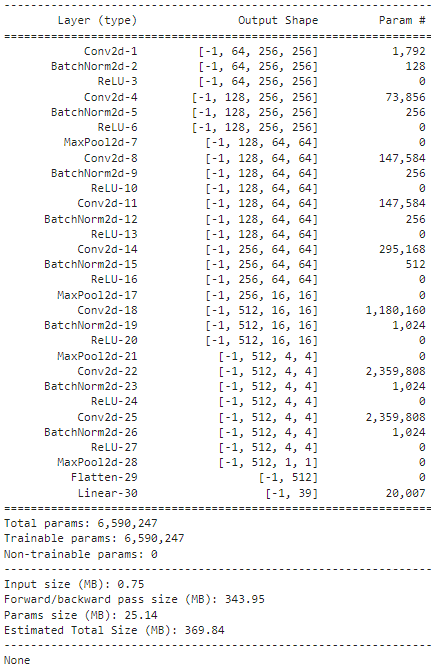 ----------------------------------------------------------------
        Layer (type)               Output Shape         Param #
================================================================
            Conv2d-1         [-1, 64, 256, 256]           1,792
       BatchNorm2d-2         [-1, 64, 256, 256]             128
              ReLU-3         [-1, 64, 256, 256]               0
            Conv2d-4        [-1, 128, 256, 256]          73,856
       BatchNorm2d-5        [-1, 128, 256, 256]             256
              ReLU-6        [-1, 128, 256, 256]               0
         MaxPool2d-7          [-1, 128, 64, 64]               0
            Conv2d-8          [-1, 128, 64, 64]         147,584
       BatchNorm2d-9          [-1, 128, 64, 64]             256
             ReLU-10          [-1, 128, 64, 64]               0
           Conv2d-11          [-1, 128, 64, 64]         147,584
      BatchNorm2d-12          [-1, 128, 64, 64]             256
             ReLU-13          [-1, 128, 64, 64]               0
           Conv2d-14          [-1, 256, 64, 64]         295,168
      BatchNorm2d-15          [-1, 256, 64, 64]             512
             ReLU-16          [-1, 256, 64, 64]               0
        MaxPool2d-17          [-1, 256, 16, 16]               0
           Conv2d-18          [-1, 512, 16, 16]       1,180,160
      BatchNorm2d-19          [-1, 512, 16, 16]           1,024
             ReLU-20          [-1, 512, 16, 16]               0
        MaxPool2d-21            [-1, 512, 4, 4]               0
           Conv2d-22            [-1, 512, 4, 4]       2,359,808
      BatchNorm2d-23            [-1, 512, 4, 4]           1,024
             ReLU-24            [-1, 512, 4, 4]               0
           Conv2d-25            [-1, 512, 4, 4]       2,359,808
      BatchNorm2d-26            [-1, 512, 4, 4]           1,024
             ReLU-27            [-1, 512, 4, 4]               0
        MaxPool2d-28            [-1, 512, 1, 1]               0
          Flatten-29                  [-1, 512]               0
           Linear-30                   [-1, 39]          20,007
================================================================
Total params: 6,590,247
Trainable params: 6,590,247
Non-trainable params: 0
----------------------------------------------------------------
Input size (MB): 0.75
Forward/backward pass size (MB): 343.95
Params size (MB): 25.14
Estimated Total Size (MB): 369.84
----------------------------------------------------------------
None